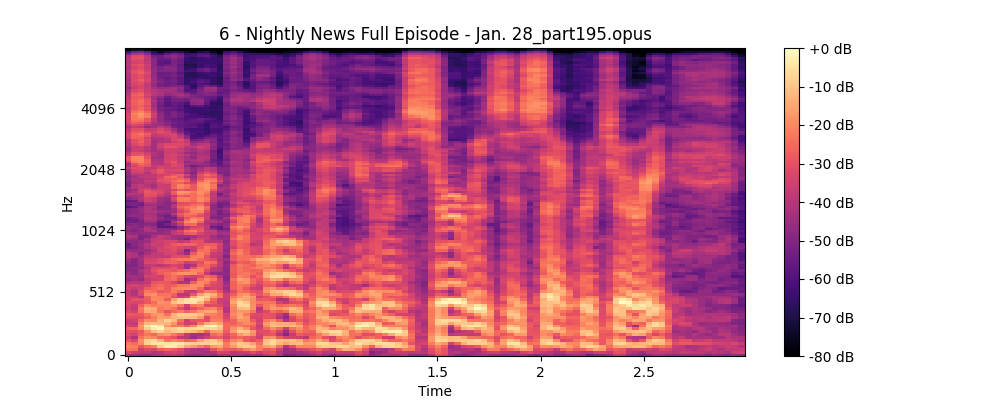 6 - Nightly News Full Episode - Jan. 28_part195.opus
Hz
4096
2048
1024
512
0
0 0.5 1 1.5 2 2.5
Time
+0 dB
-10 dB
-20 dB
-30 dB
-40 dB
-50 dB
-60 dB
-70 dB
-80 dB